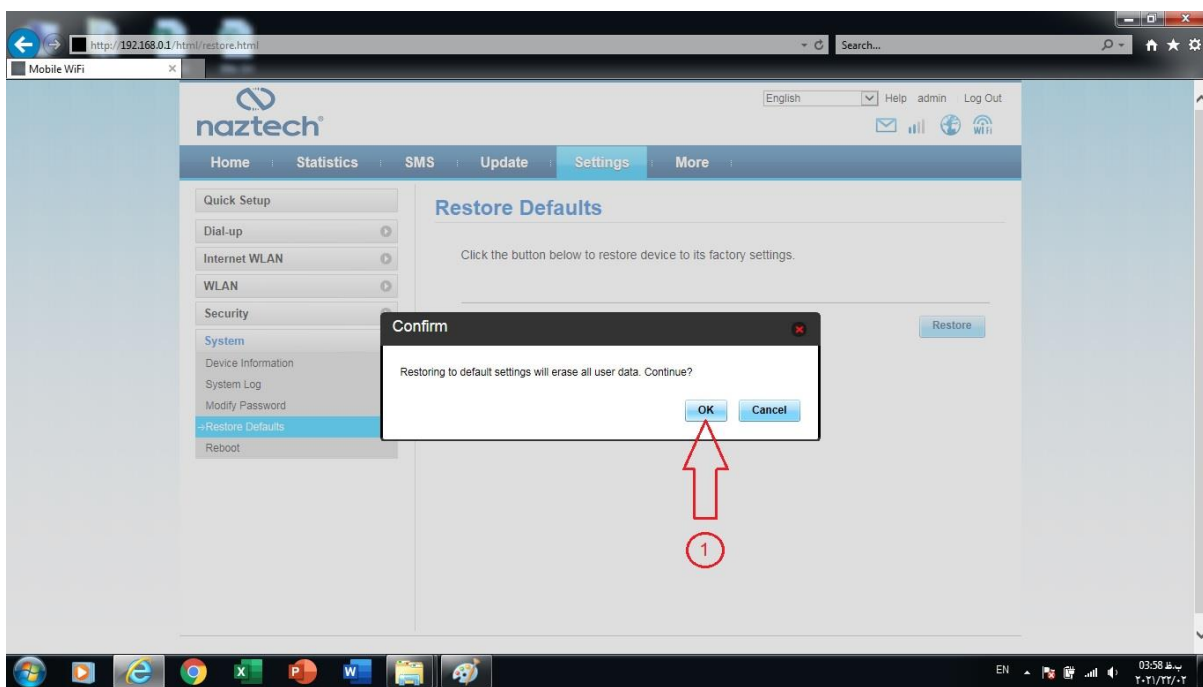 http://192.168.0.1/html/restore.html
Search...
Mobile WiFi
naztech
English
Help admin Log Out
WiFi
Home Statistics SMS Update Settings More
Quick Setup
Restore Defaults
Dial-up
Click the button below to restore device to its factory settings.
Internet WLAN
WLAN
Security
Restore
Confirm
System
Device Information
Restoring to default settings will erase all user data. Continue?
System Log
Modify Password
OK Cancel
→Restore Defaults
Reboot
1
EN
03:58 ب.ظ